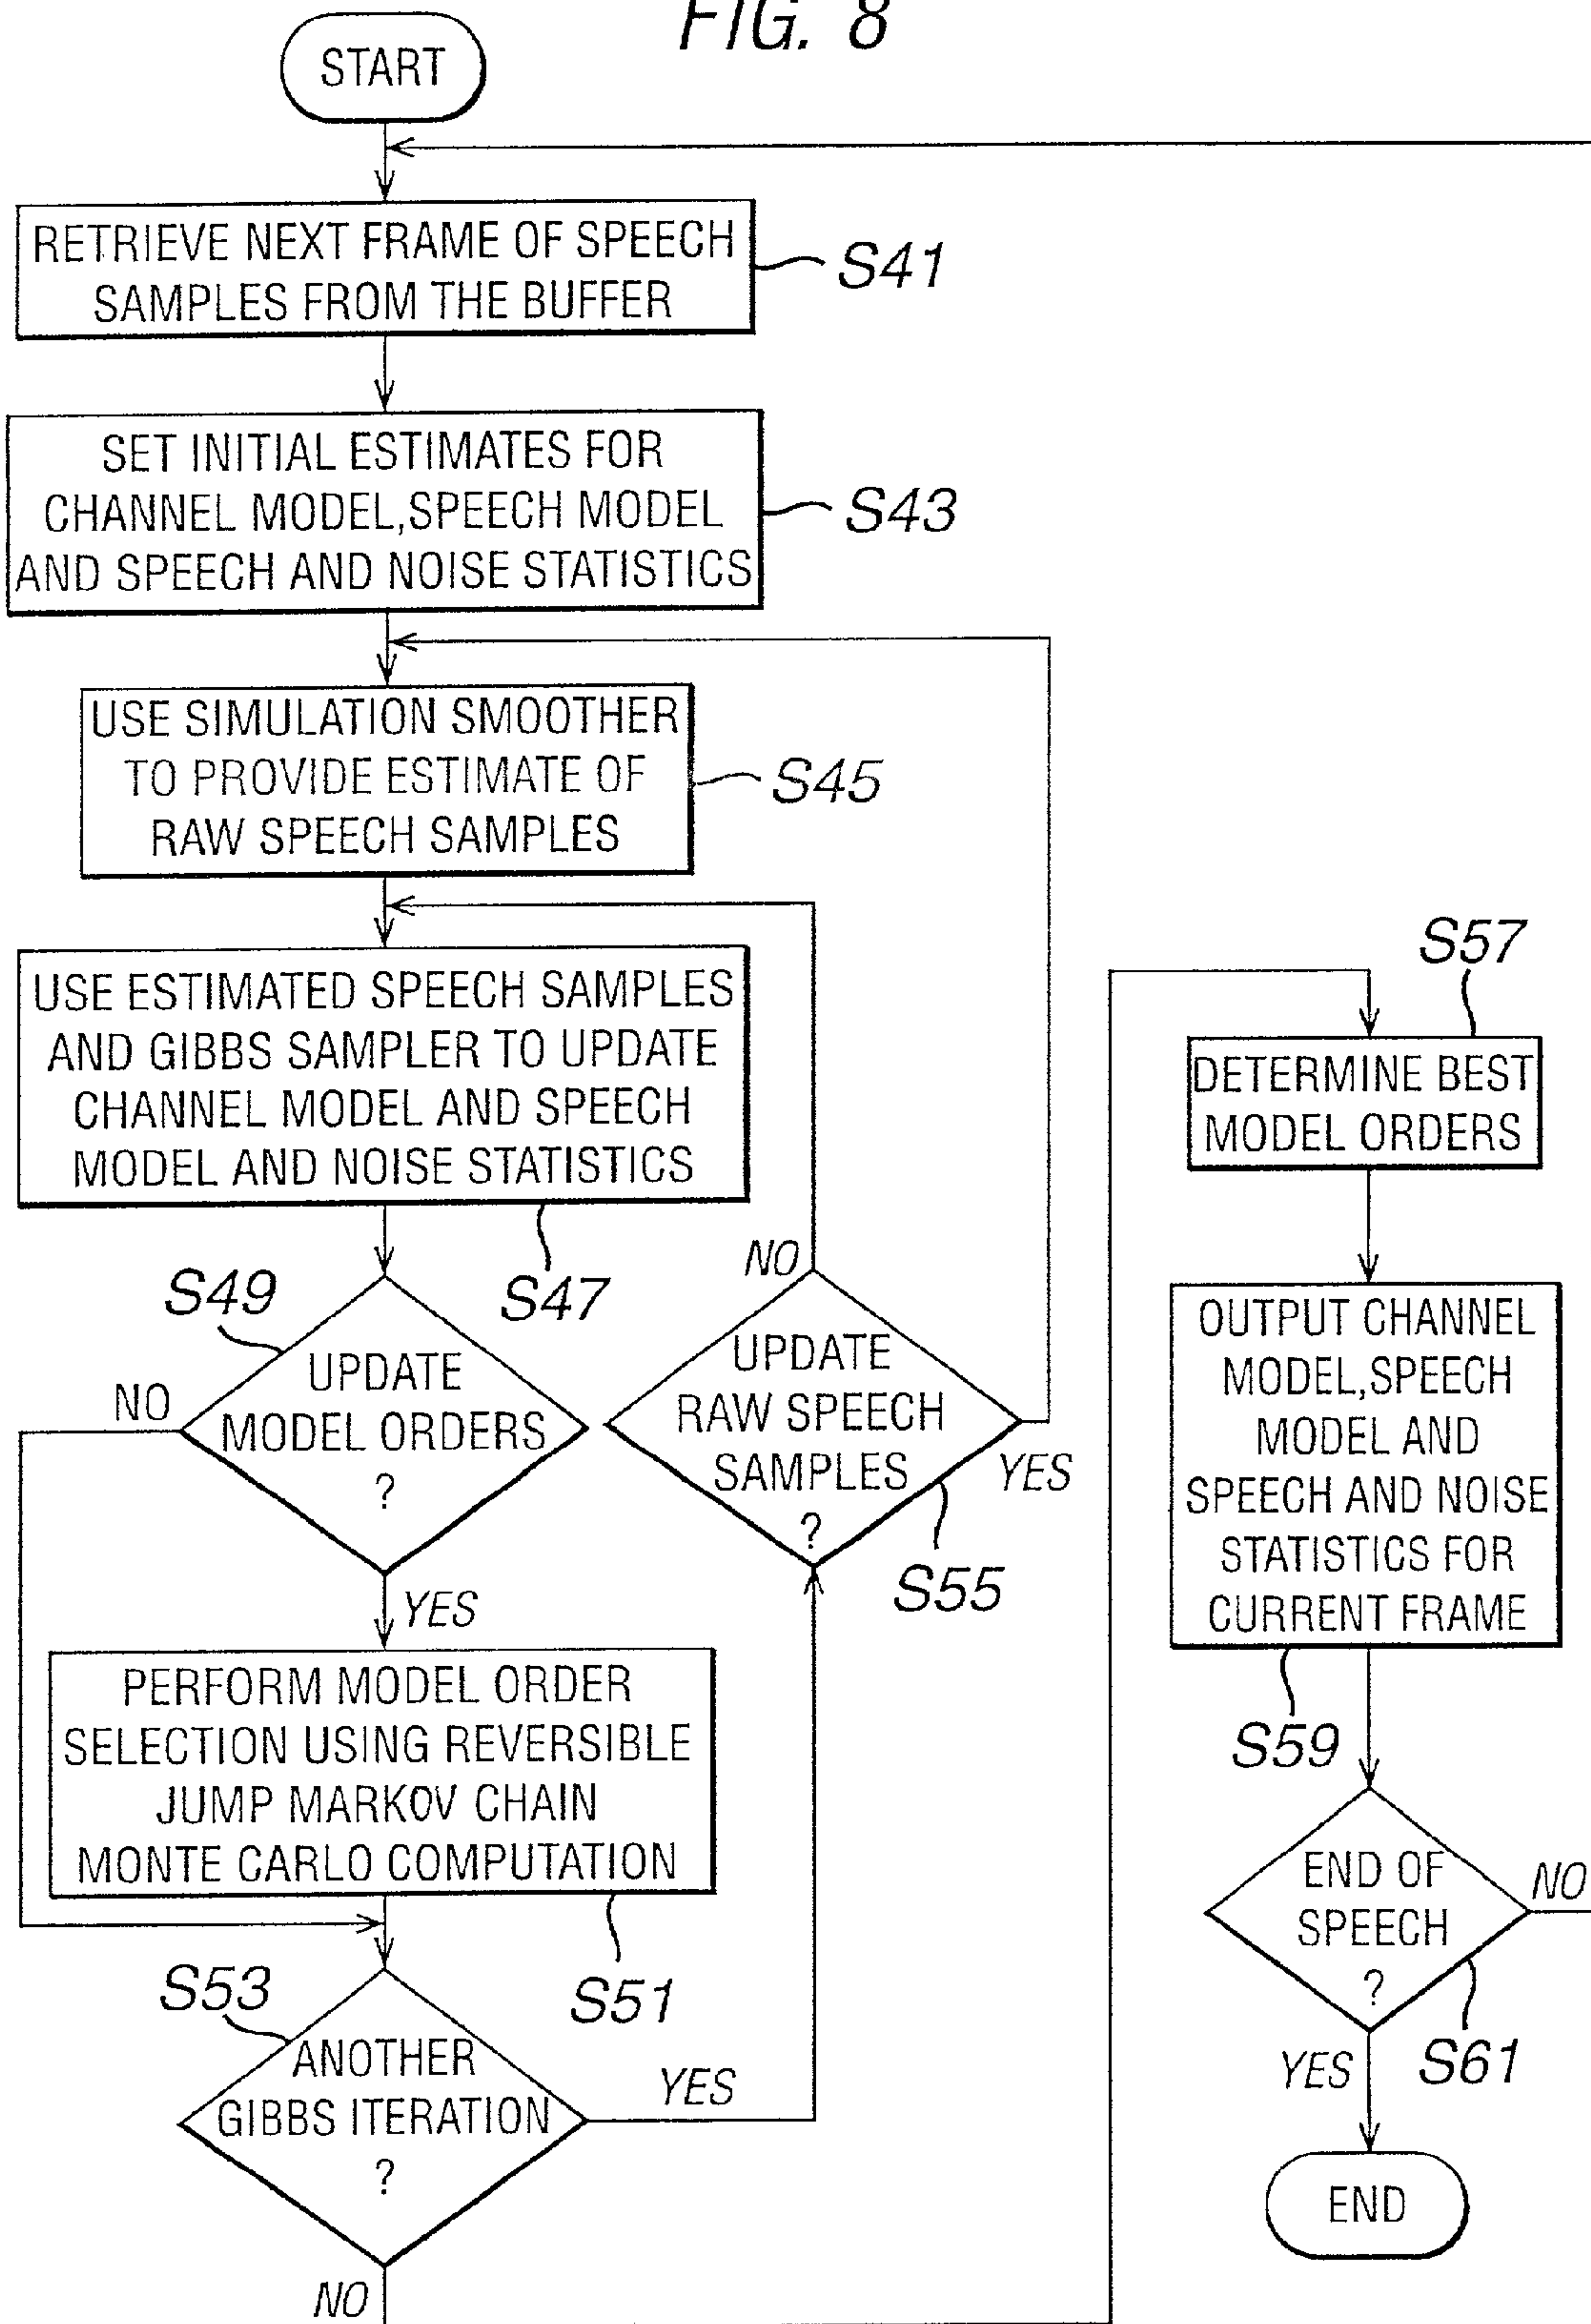 FIG. 8
START
RETRIEVE NEXT FRAME OF SPEECH
SAMPLES FROM THE BUFFER
S41
SET INITIAL ESTIMATES FOR
CHANNEL MODEL,SPEECH MODEL
AND SPEECH AND NOISE STATISTICS
S43
USE SIMULATION SMOOTHER
TO PROVIDE ESTIMATE OF
RAW SPEECH SAMPLES
S45
USE ESTIMATED SPEECH SAMPLES
AND GIBBS SAMPLER TO UPDATE
CHANNEL MODEL AND SPEECH
MODEL AND NOISE STATISTICS
S47
S49
UPDATE
MODEL ORDERS
?
NO
YES
PERFORM MODEL ORDER
SELECTION USING REVERSIBLE
JUMP MARKOV CHAIN
MONTE CARLO COMPUTATION
S51
S53
ANOTHER
GIBBS ITERATION
?
YES
NO
NO
UPDATE
RAW SPEECH
SAMPLES
?
YES
S55
S57
DETERMINE BEST
MODEL ORDERS
OUTPUT CHANNEL
MODEL,SPEECH
MODEL AND
SPEECH AND NOISE
STATISTICS FOR
CURRENT FRAME
S59
END OF
SPEECH
?
NO
S61
YES
END